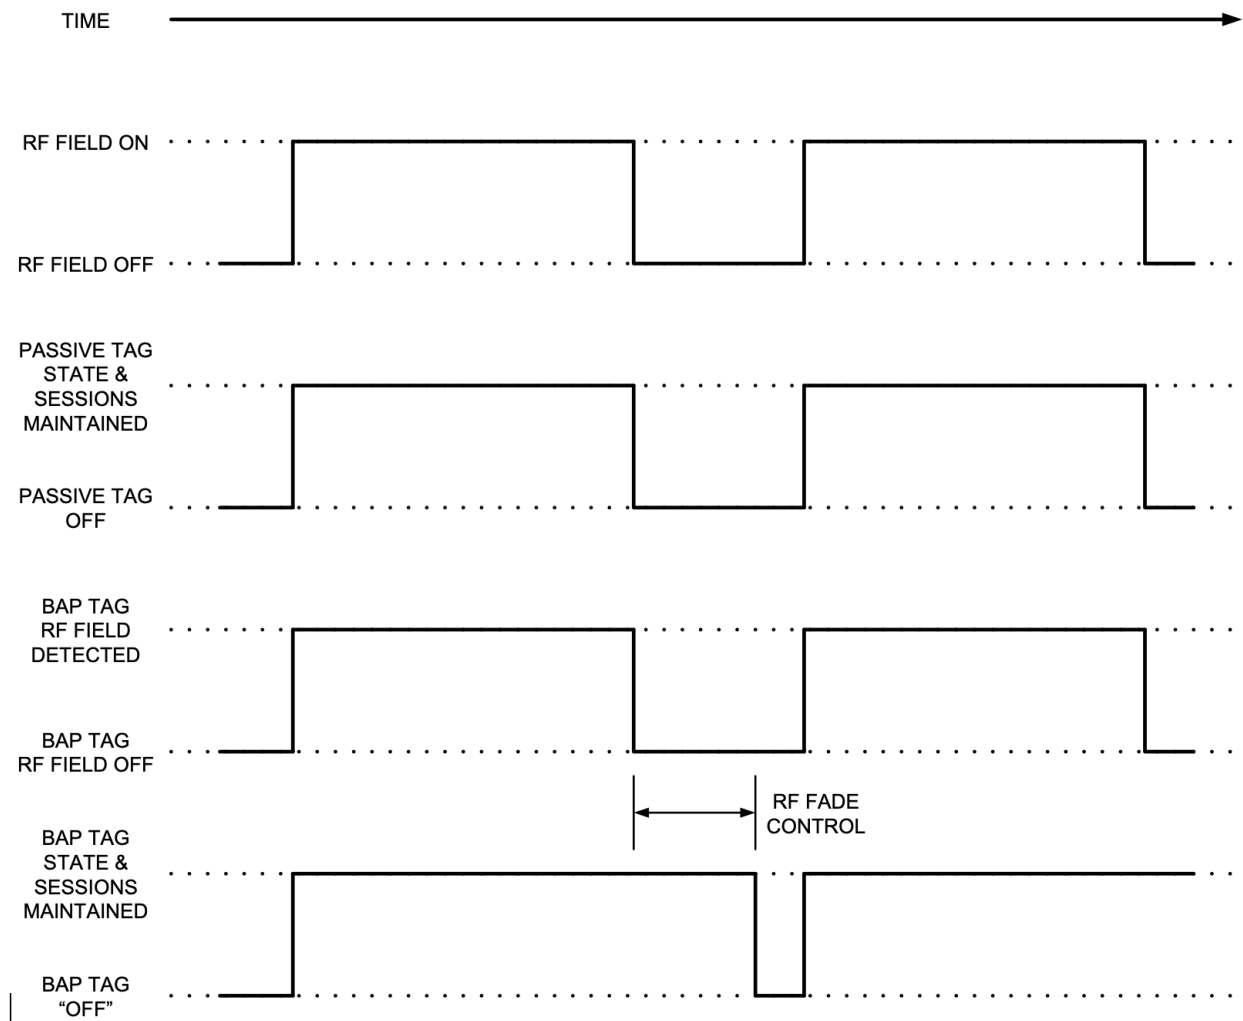 TIME
RF FIELD ON
RF FIELD OFF
PASSIVE TAG
STATE &
SESSIONS
MAINTAINED
PASSIVE TAG
OFF
BAP TAG
RF FIELD
DETECTED
BAP TAG
RF FIELD OFF
RF FADE
CONTROL
BAP TAG
STATE &
SESSIONS
MAINTAINED
BAP TAG
“OFF”